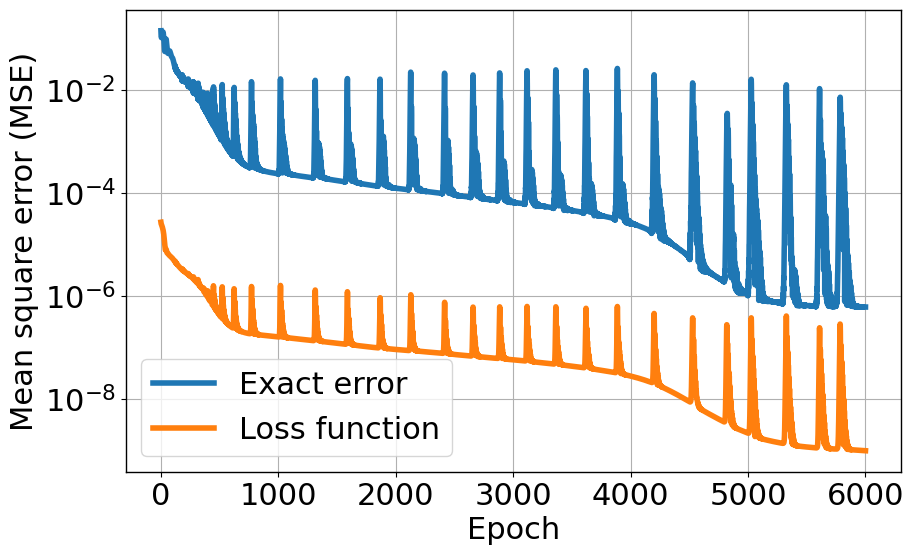 Mean square error (MSE)
10⁻²
10⁻⁴
10⁻⁶
10⁻⁸
Exact error
Loss function
0 1000 2000 3000 4000 5000 6000
Epoch